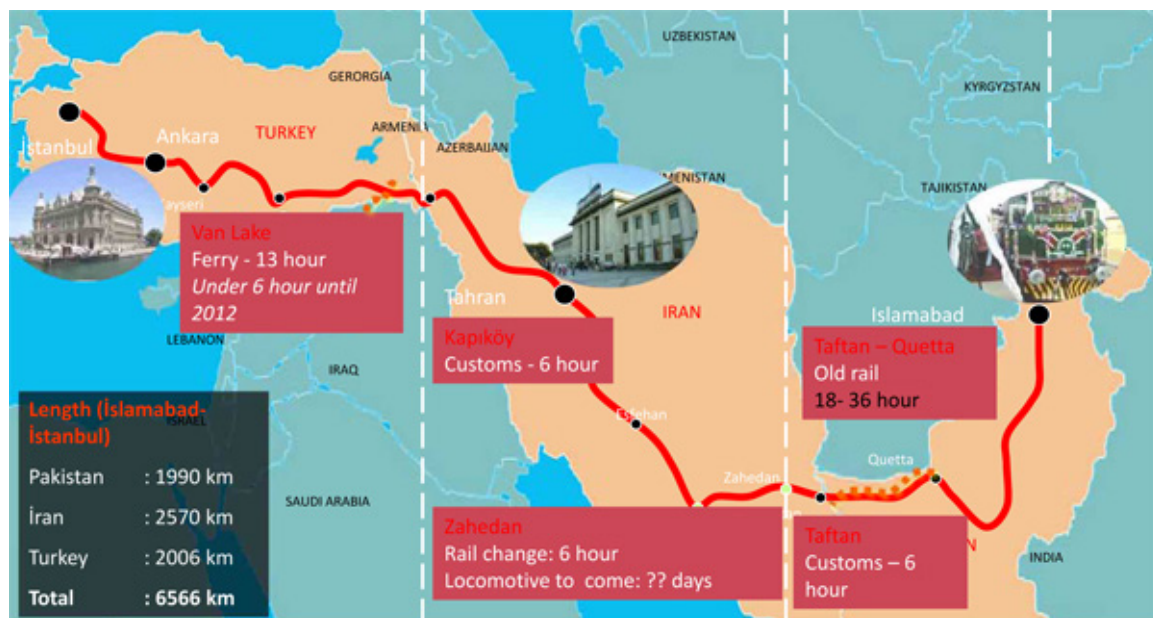 UZBEKISTAN
GERORGIA
KYRGYZSTAN
Ankara
TURKEY
ARMENIA
İstanbul
AZERBAIJAN
TAJIKISTAN
Van Lake
Ferry - 13 hour
Under 6 hour until
2012
Tahran
IRAN
Islamabad
LEBANON
Kapıköy
Customs - 6 hour
Taftan – Quetta
Old rail
18- 36 hour
IRAQ
Length (İslamabad-
İstanbul)
ISRAEL
Pakistan : 1990 km
İran : 2570 km
Turkey : 2006 km
Total : 6566 km
SAUDI ARABIA
Esfehan
Quetta
Zahedan
Zahedan
Rail change: 6 hour
Locomotive to come: ?? days
Taftan
Customs – 6
hour
INDIA